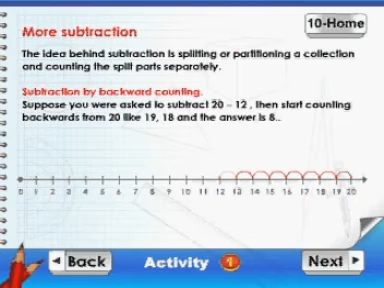 10-Home
More subtraction
The idea behind subtraction is splitting or partitioning a collection
and counting the split parts separately.
Subtraction by backward counting.
Suppose you were asked to subtract 20 – 12 , then start counting
backwards from 20 like 19, 18 and the answer is 8..
0 1 2 3 4 5 6 7 8 9 10 11 12 13 14 15 16 17 18 19 20
Back
Activity 1
Next